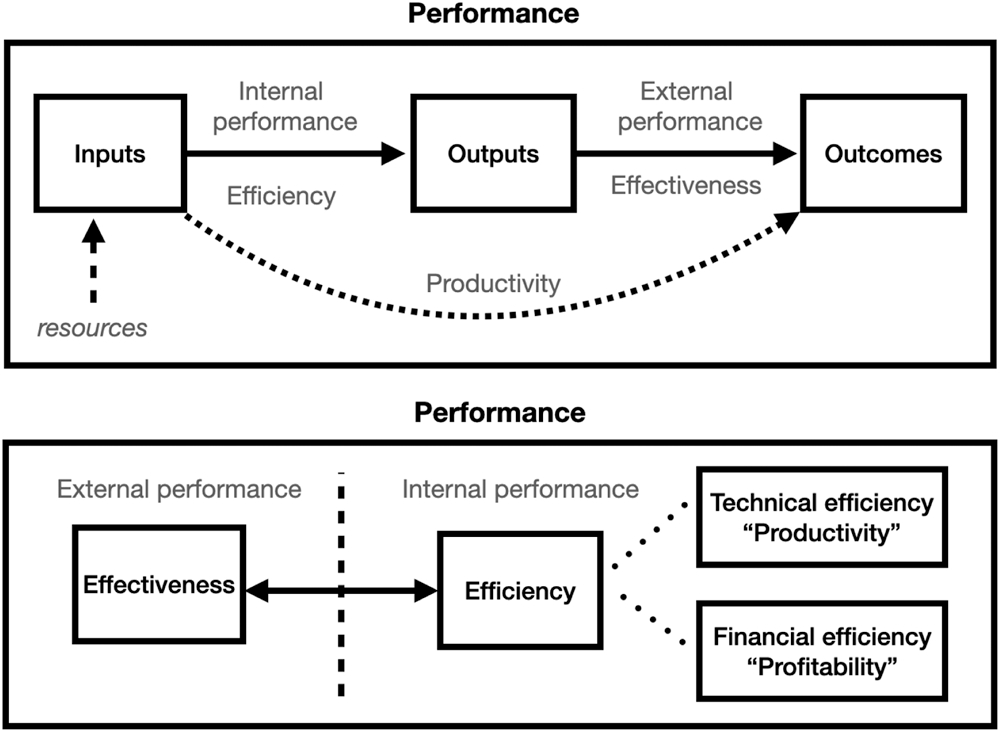 Performance
Internal
performance
External
performance
Inputs
Outputs
Outcomes
Efficiency
Effectiveness
Productivity
resources
Performance
External performance
Internal performance
Technical efficiency
“Productivity”
Effectiveness
Efficiency
Financial efficiency
“Profitability”